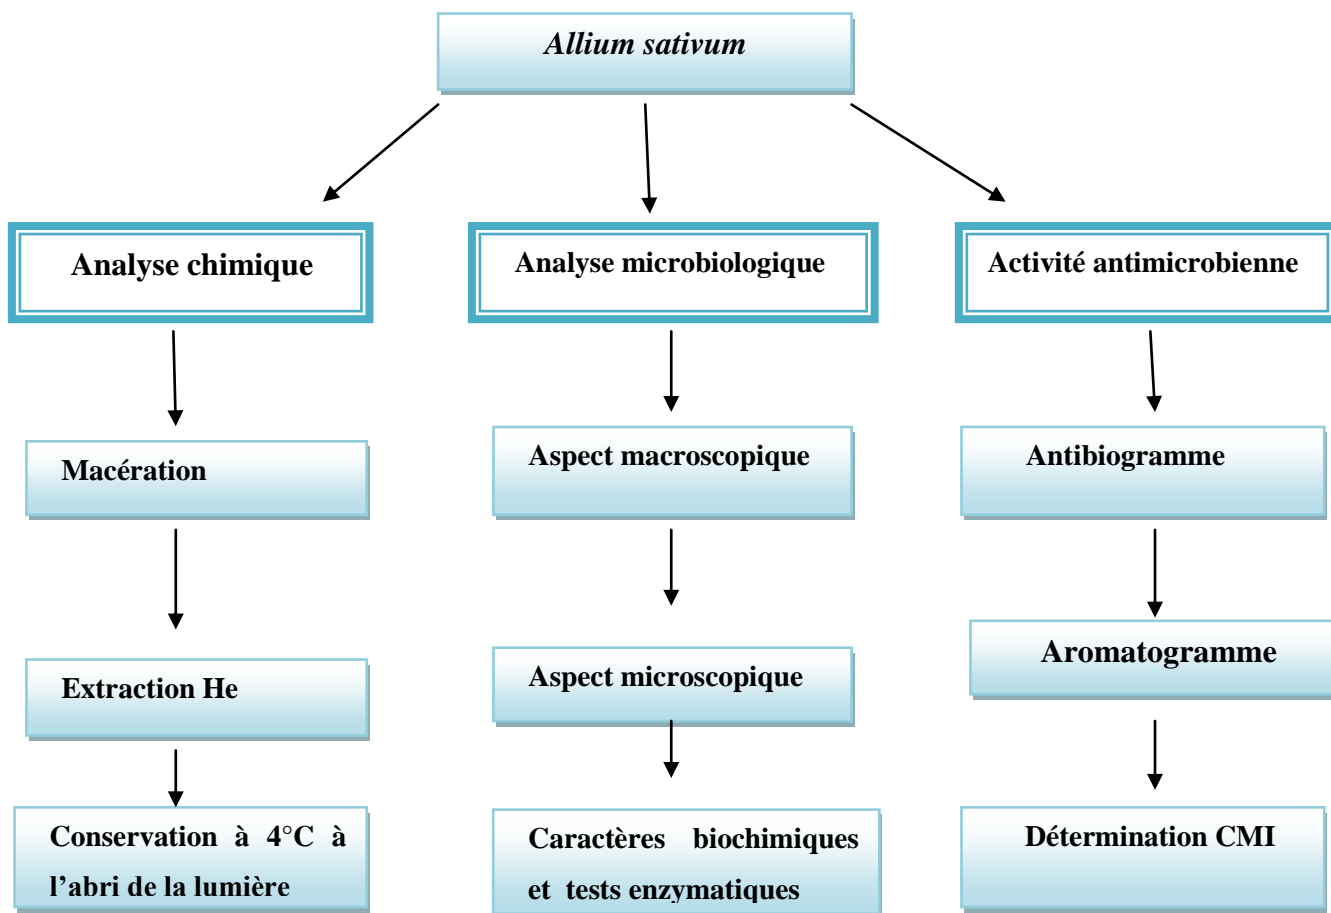 Allium sativum
Analyse chimique
Analyse microbiologique
Activité antimicrobienne
Macération
Aspect macroscopique
Antibiogramme
Extraction He
Aspect microscopique
Aromatogramme
Conservation à 4°C à
l’abri de la lumière
Caractères biochimiques
et tests enzymatiques
Détermination CMI